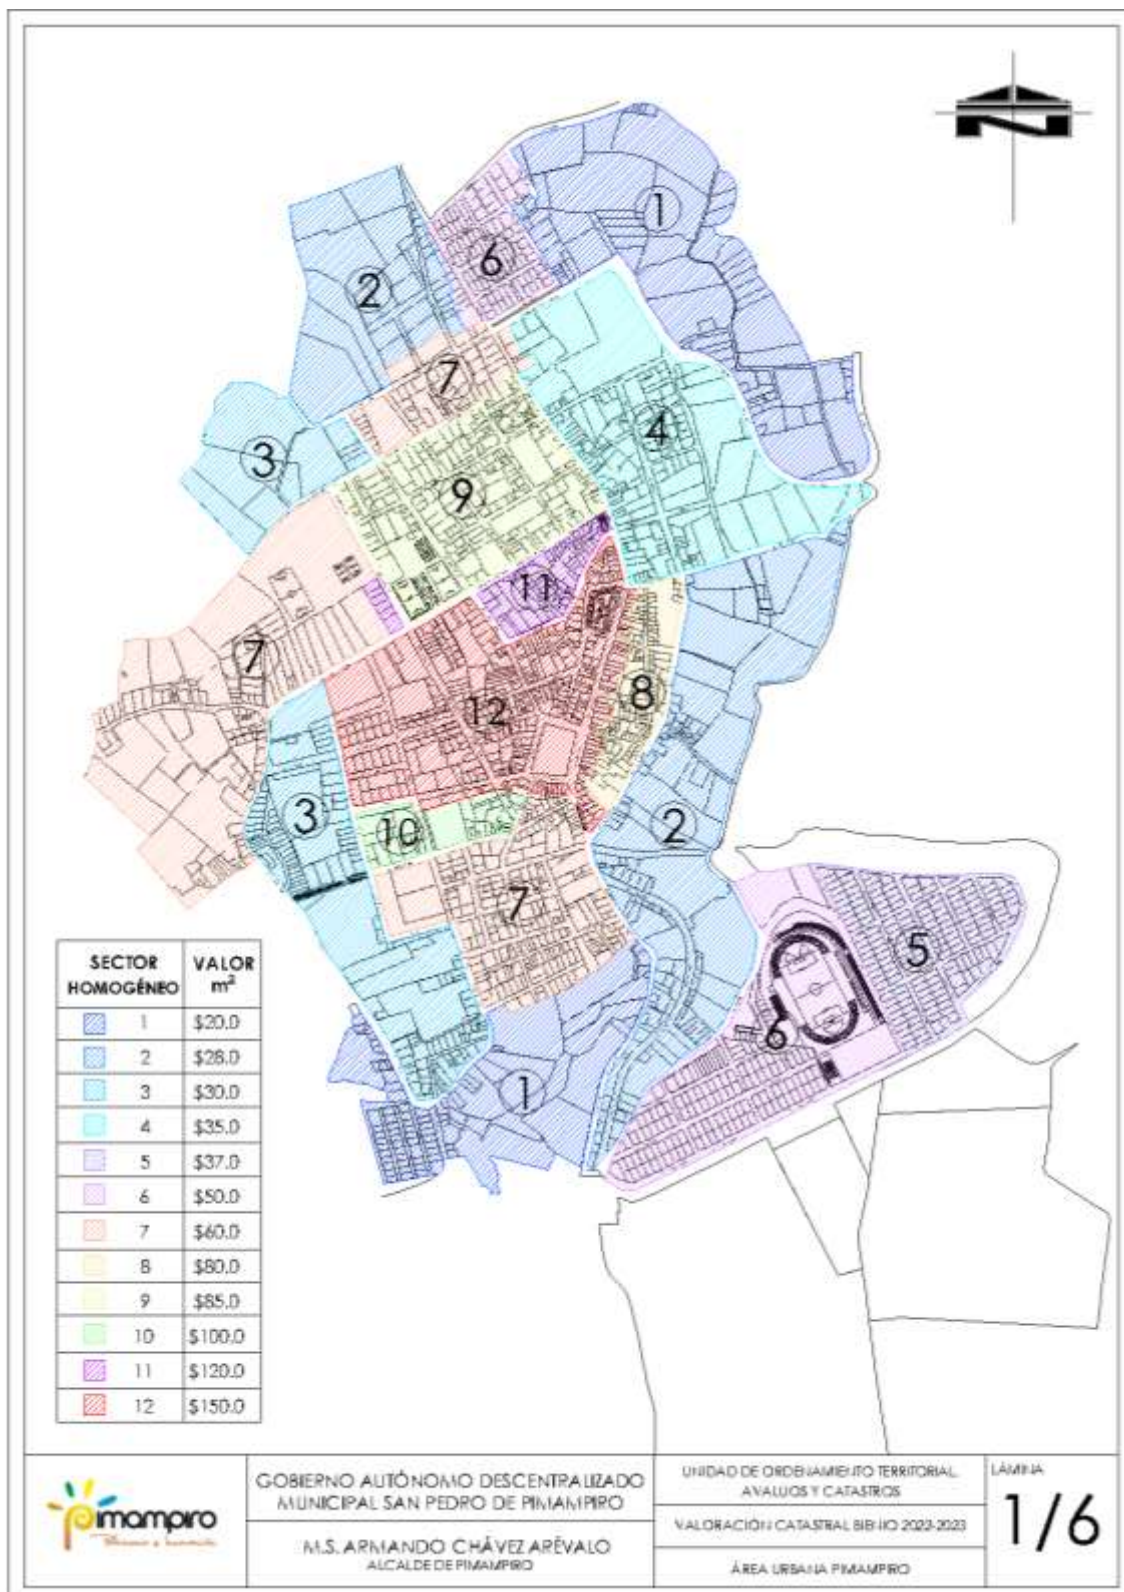 1
6
2
7
4
3
9
11
7
8
12
3
10
2
7
5
6
1
SECTOR HOMOGÉNEO VALOR m²
1 $20.0
2 $28.0
3 $30.0
4 $35.0
5 $37.0
6 $50.0
7 $60.0
8 $80.0
9 $85.0
10 $100.0
11 $120.0
12 $150.0
Pimampiro
GOBIERNO AUTÓNOMO DESCENTRALIZADO
MUNICIPAL SAN PEDRO DE PIMAMPIRO
M.S. ARMANDO CHÁVEZ ARÉVALO
ALCALDE DE PIMAMPIRO
UNIDAD DE ORDENAMIENTO TERRITORIAL,
AVALUOS Y CATASTROS
VALORACIÓN CATASTRAL BIENIO 2022-2023
ÁREA URBANA PIMAMPIRO
LÁMINA
1/6